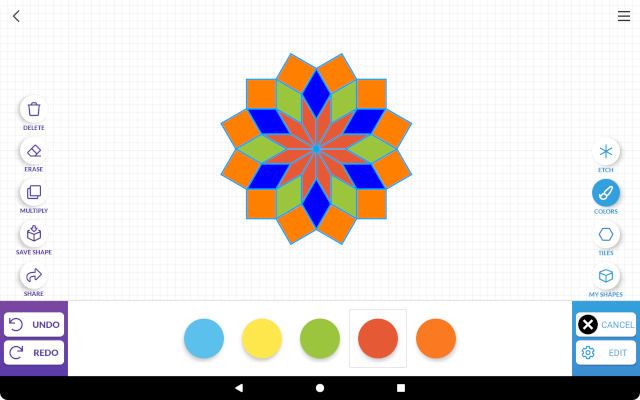 DELETE
ERASE
MULTIPLY
SAVE SHAPE
SHARE
ETCH
COLORS
TILES
MY SHAPES
UNDO
REDO
CANCEL
EDIT